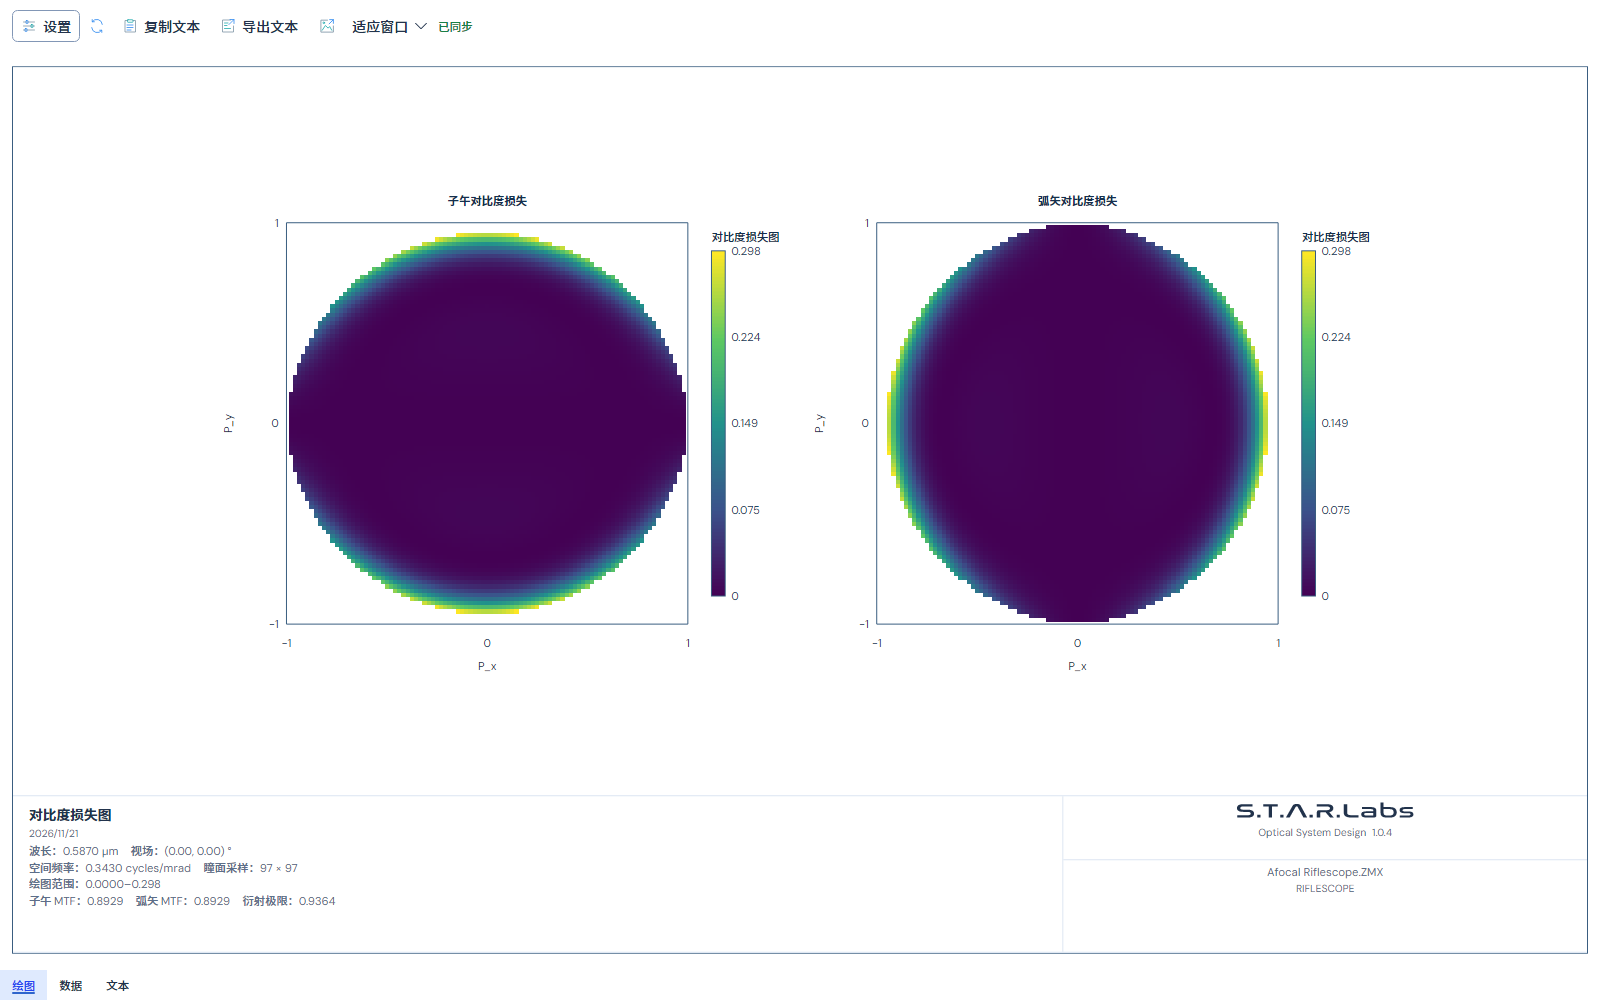 设置 复制文本 导出文本 适应窗口 已同步
子午对比度损失
1
0
-1
P_y
-1 0 1
P_x
对比度损失图
0.298
0.224
0.149
0.075
0
弧矢对比度损失
1
0
-1
P_y
-1 0 1
P_x
对比度损失图
0.298
0.224
0.149
0.075
0
对比度损失图
2026/11/21
波长: 0.5870 μm 视场: (0.00, 0.00) °
空间频率: 0.3430 cycles/mrad 瞳面采样: 97 × 97
绘图范围: 0.0000–0.298
子午 MTF: 0.8929 弧矢 MTF: 0.8929 衍射极限: 0.9364
S.T.A.R.Labs
Optical System Design 1.0.4
Afocal Riflescope.ZMX
RIFLESCOPE
绘图 数据 文本